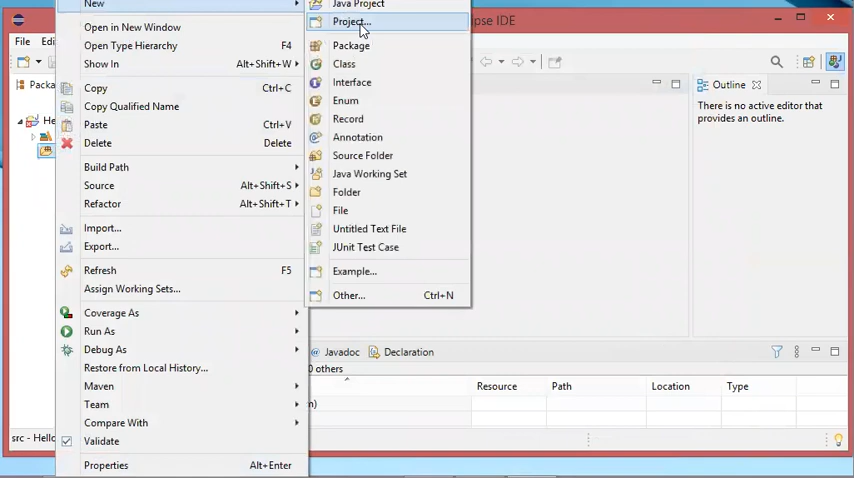 New
Java Project
Project...
pse IDE
Open in New Window
Open Type Hierarchy F4
Show In Alt+Shift+W
Copy Ctrl+C
Copy Qualified Name
Paste Ctrl+V
Delete Delete
Build Path
Source Alt+Shift+S
Refactor Alt+Shift+T
Import...
Export...
Refresh F5
Assign Working Sets...
Coverage As
Run As
Debug As
Restore from Local History...
Maven
Team
Compare With
Validate
Properties Alt+Enter
Package
Class
Interface
Enum
Record
Annotation
Source Folder
Java Working Set
Folder
File
Untitled Text File
JUnit Test Case
Example...
Other... Ctrl+N
File Edi
Packa
He
Outline
There is no active editor that
provides an outline.
Javadoc Declaration
0 others
Resource Path Location Type
m)
src - Hello